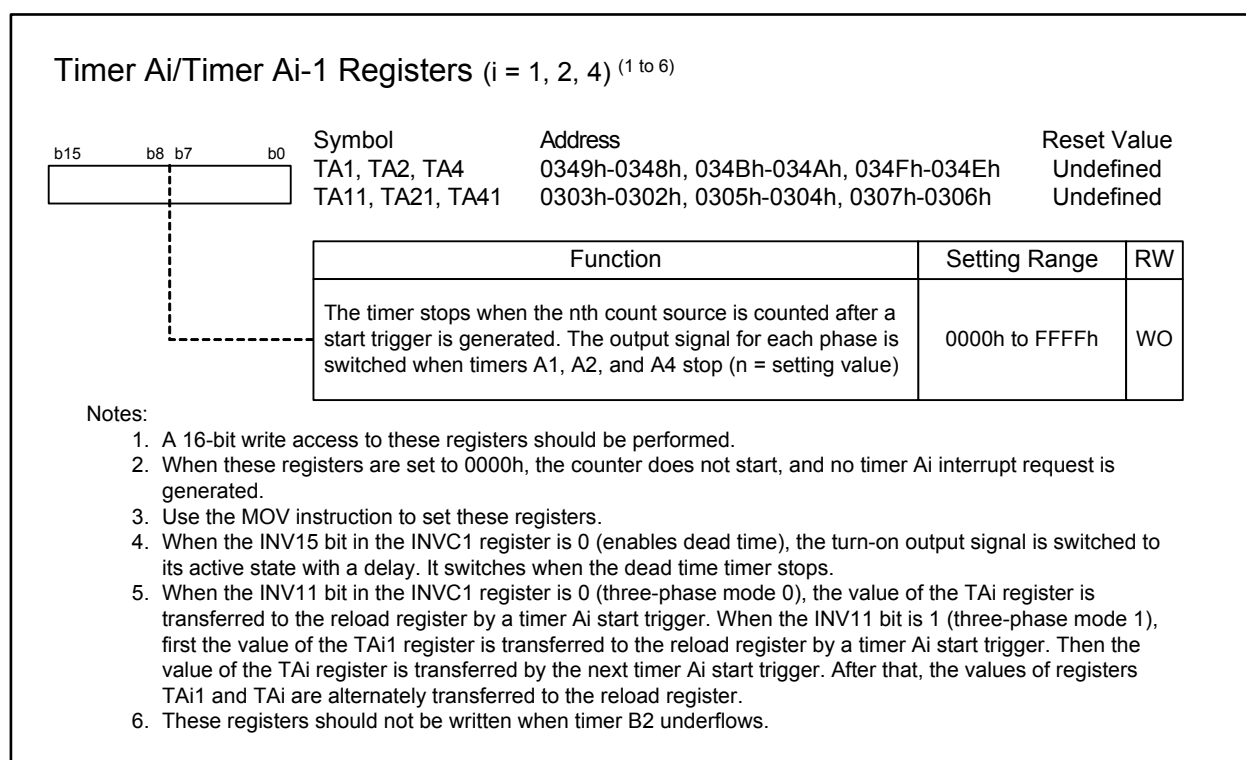 Timer Ai/Timer Ai-1 Registers (i = 1, 2, 4) (1 to 6)
b15 b8 b7 b0
Symbol Address Reset Value
TA1, TA2, TA4 0349h-0348h, 034Bh-034Ah, 034Fh-034Eh Undefined
TA11, TA21, TA41 0303h-0302h, 0305h-0304h, 0307h-0306h Undefined
Function Setting Range RW
The timer stops when the nth count source is counted after a
start trigger is generated. The output signal for each phase is
switched when timers A1, A2, and A4 stop (n = setting value)
0000h to FFFFh WO
Notes:
1. A 16-bit write access to these registers should be performed.
2. When these registers are set to 0000h, the counter does not start, and no timer Ai interrupt request is
generated.
3. Use the MOV instruction to set these registers.
4. When the INV15 bit in the INVC1 register is 0 (enables dead time), the turn-on output signal is switched to
its active state with a delay. It switches when the dead time timer stops.
5. When the INV11 bit in the INVC1 register is 0 (three-phase mode 0), the value of the TAi register is
transferred to the reload register by a timer Ai start trigger. When the INV11 bit is 1 (three-phase mode 1),
first the value of the TAi1 register is transferred to the reload register by a timer Ai start trigger. Then the
value of the TAi register is transferred by the next timer Ai start trigger. After that, the values of registers
TAi1 and TAi are alternately transferred to the reload register.
6. These registers should not be written when timer B2 underflows.